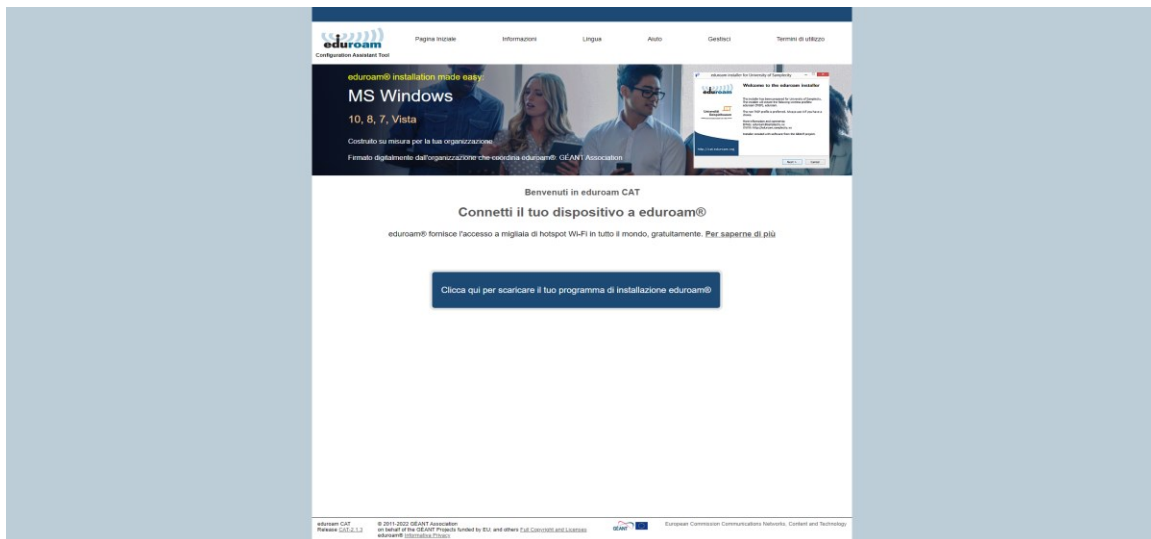 eduroam
Configuration Assistant Tool
Pagina Iniziale
Informazioni
Lingua
Aiuto
Gestisci
Termini di utilizzo
eduroam® installation made easy:
MS Windows
10, 8, 7, Vista
Costruito su misura per la tua organizzazione
Firmato digitalmente dall'organizzazione che coordina eduroam®: GÉANT Association
Welcome to the eduroam installer
eduroam
Benvenuti in eduroam CAT
Connetti il tuo dispositivo a eduroam®
eduroam® fornisce l'accesso a migliaia di hotspot Wi-Fi in tutto il mondo, gratuitamente. Per saperne di più
Clicca qui per scaricare il tuo programma di installazione eduroam®
eduroam CAT
Release CAT-2.1.2
© 2011-2022 GÉANT Association
on behalf of the GÉANT Projects funded by EU; and others Full Copyright and Licenses
eduroam® Informativa Privacy
GÉANT
European Commission Communications Networks, Content and Technology